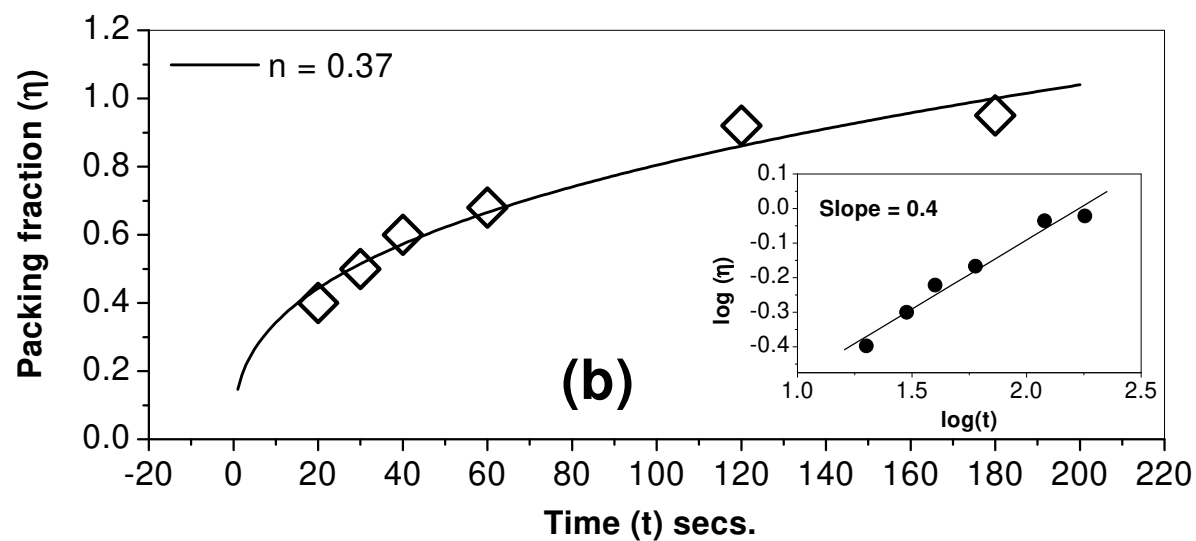 1.2
1.0
0.8
0.6
0.4
0.2
0.0
Packing fraction (η)
n = 0.37
(b)
-20 0 20 40 60 80 100 120 140 160 180 200 220
Time (t) secs.
0.1
0.0
-0.1
-0.2
-0.3
-0.4
log (η)
Slope = 0.4
1.0 1.5 2.0 2.5
log(t)